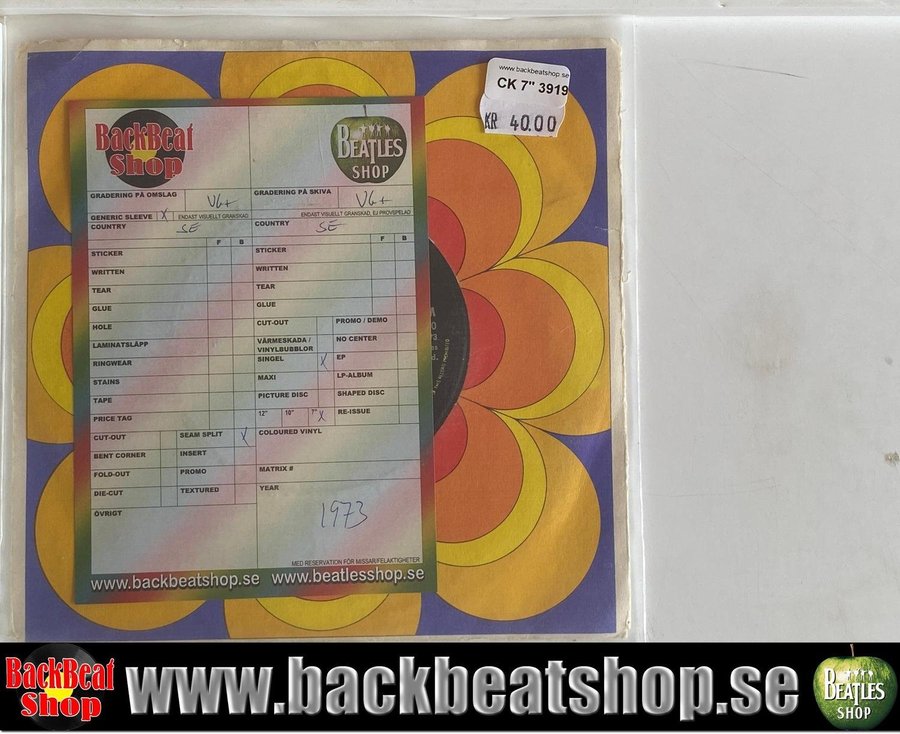 www.backbeatshop.se
CK 7" 3919
KR 40.00
BackBeat
Shop
BEATLES
SHOP
GRADERING PÅ OMSLAG VG+
GRADERING PÅ SKIVA VG+
GENERIC SLEEVE X ENDAST VISUELLT GRANSKAD
ENDAST VISUELLT GRANSKAD, EJ PROVSPELAD
COUNTRY SE
COUNTRY SE
F B
F B
STICKER
STICKER
WRITTEN
WRITTEN
TEAR
TEAR
GLUE
GLUE
HOLE
CUT-OUT
PROMO / DEMO
LAMINATSLÄPP
VÄRMESKADA /
VINYLBUBBLOR
NO CENTER
RINGWEAR
SINGEL X
EP
STAINS
MAXI
LP-ALBUM
TAPE
PICTURE DISC
SHAPED DISC
PRICE TAG
12" 10" 7" X
RE-ISSUE
CUT-OUT
SEAM SPLIT X
COLOURED VINYL
BENT CORNER
INSERT
FOLD-OUT
PROMO
MATRIX #
DIE-CUT
TEXTURED
YEAR
ÖVRIGT
1973
MED RESERVATION FÖR MISSAR/FELAKTIGHETER
www.backbeatshop.se www.beatlesshop.se
BackBeat
Shop
www.backbeatshop.se
BEATLES
SHOP